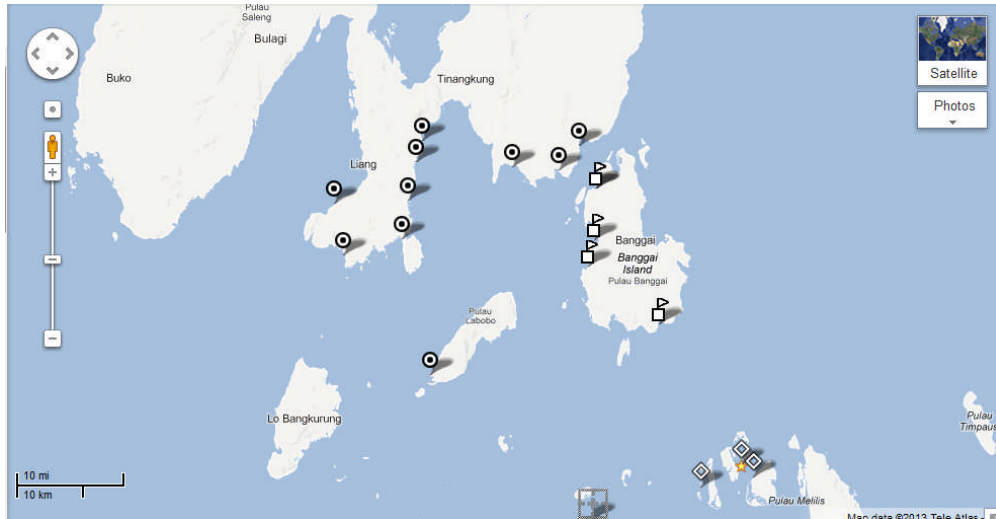 Pulau
Saleng
Bulagi
Buko
Tinangkung
Satellite
Photos
Liang
Banggai
Banggai
Island
Pulau Banggai
Pulau
Labobo
Lo Bangkurung
Pulau
Timpaus
10 mi
10 km
Pulau Melilis
Map data ©2013 Tele Atlas -